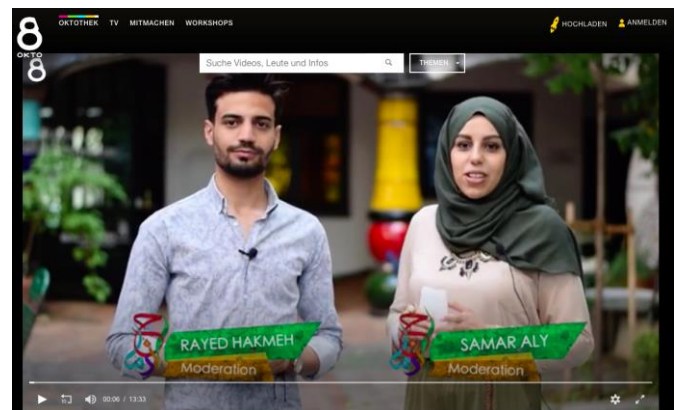 8
OKTO
OKTOTHEK TV MITMACHEN WORKSHOPS
HOCHLADEN ANMELDEN
Suche Videos, Leute und Infos
THEMEN
8
RAYED HAKMEH
Moderation
SAMAR ALY
Moderation
00:06 / 13:33